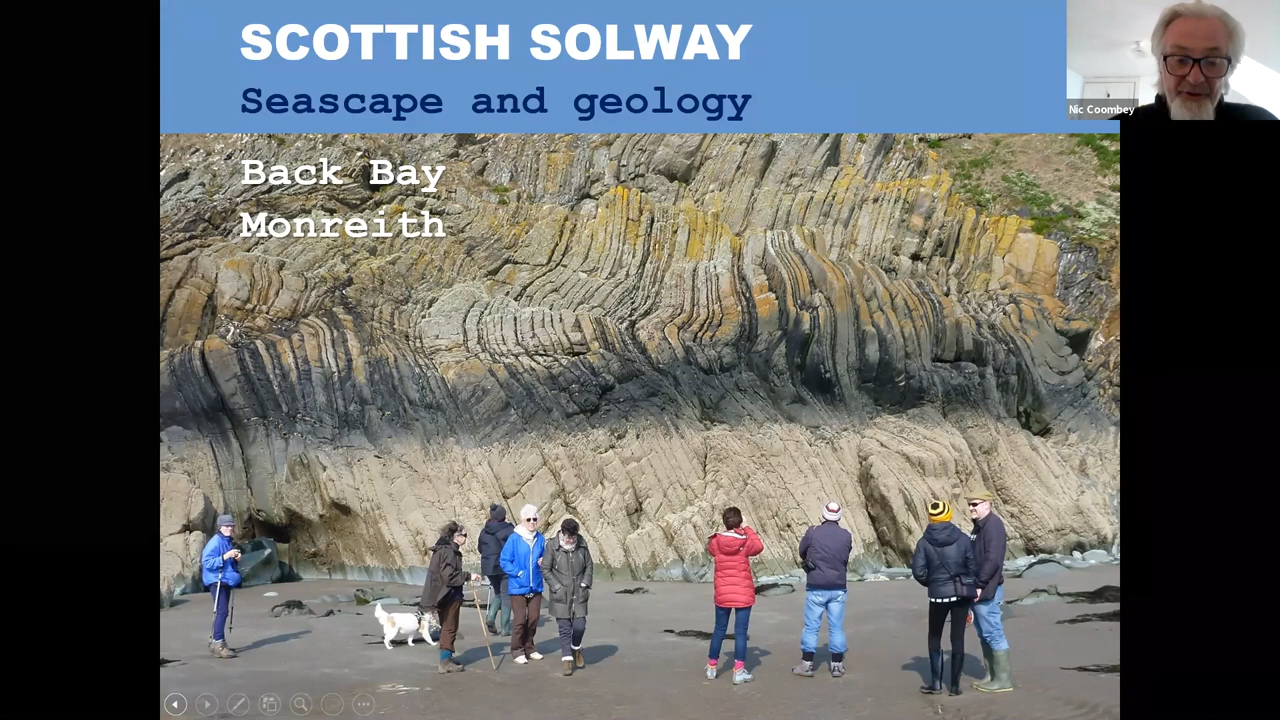 SCOTTISH SOLWAY
Seascape and geology
Nic Coombey
Back Bay
Monreith